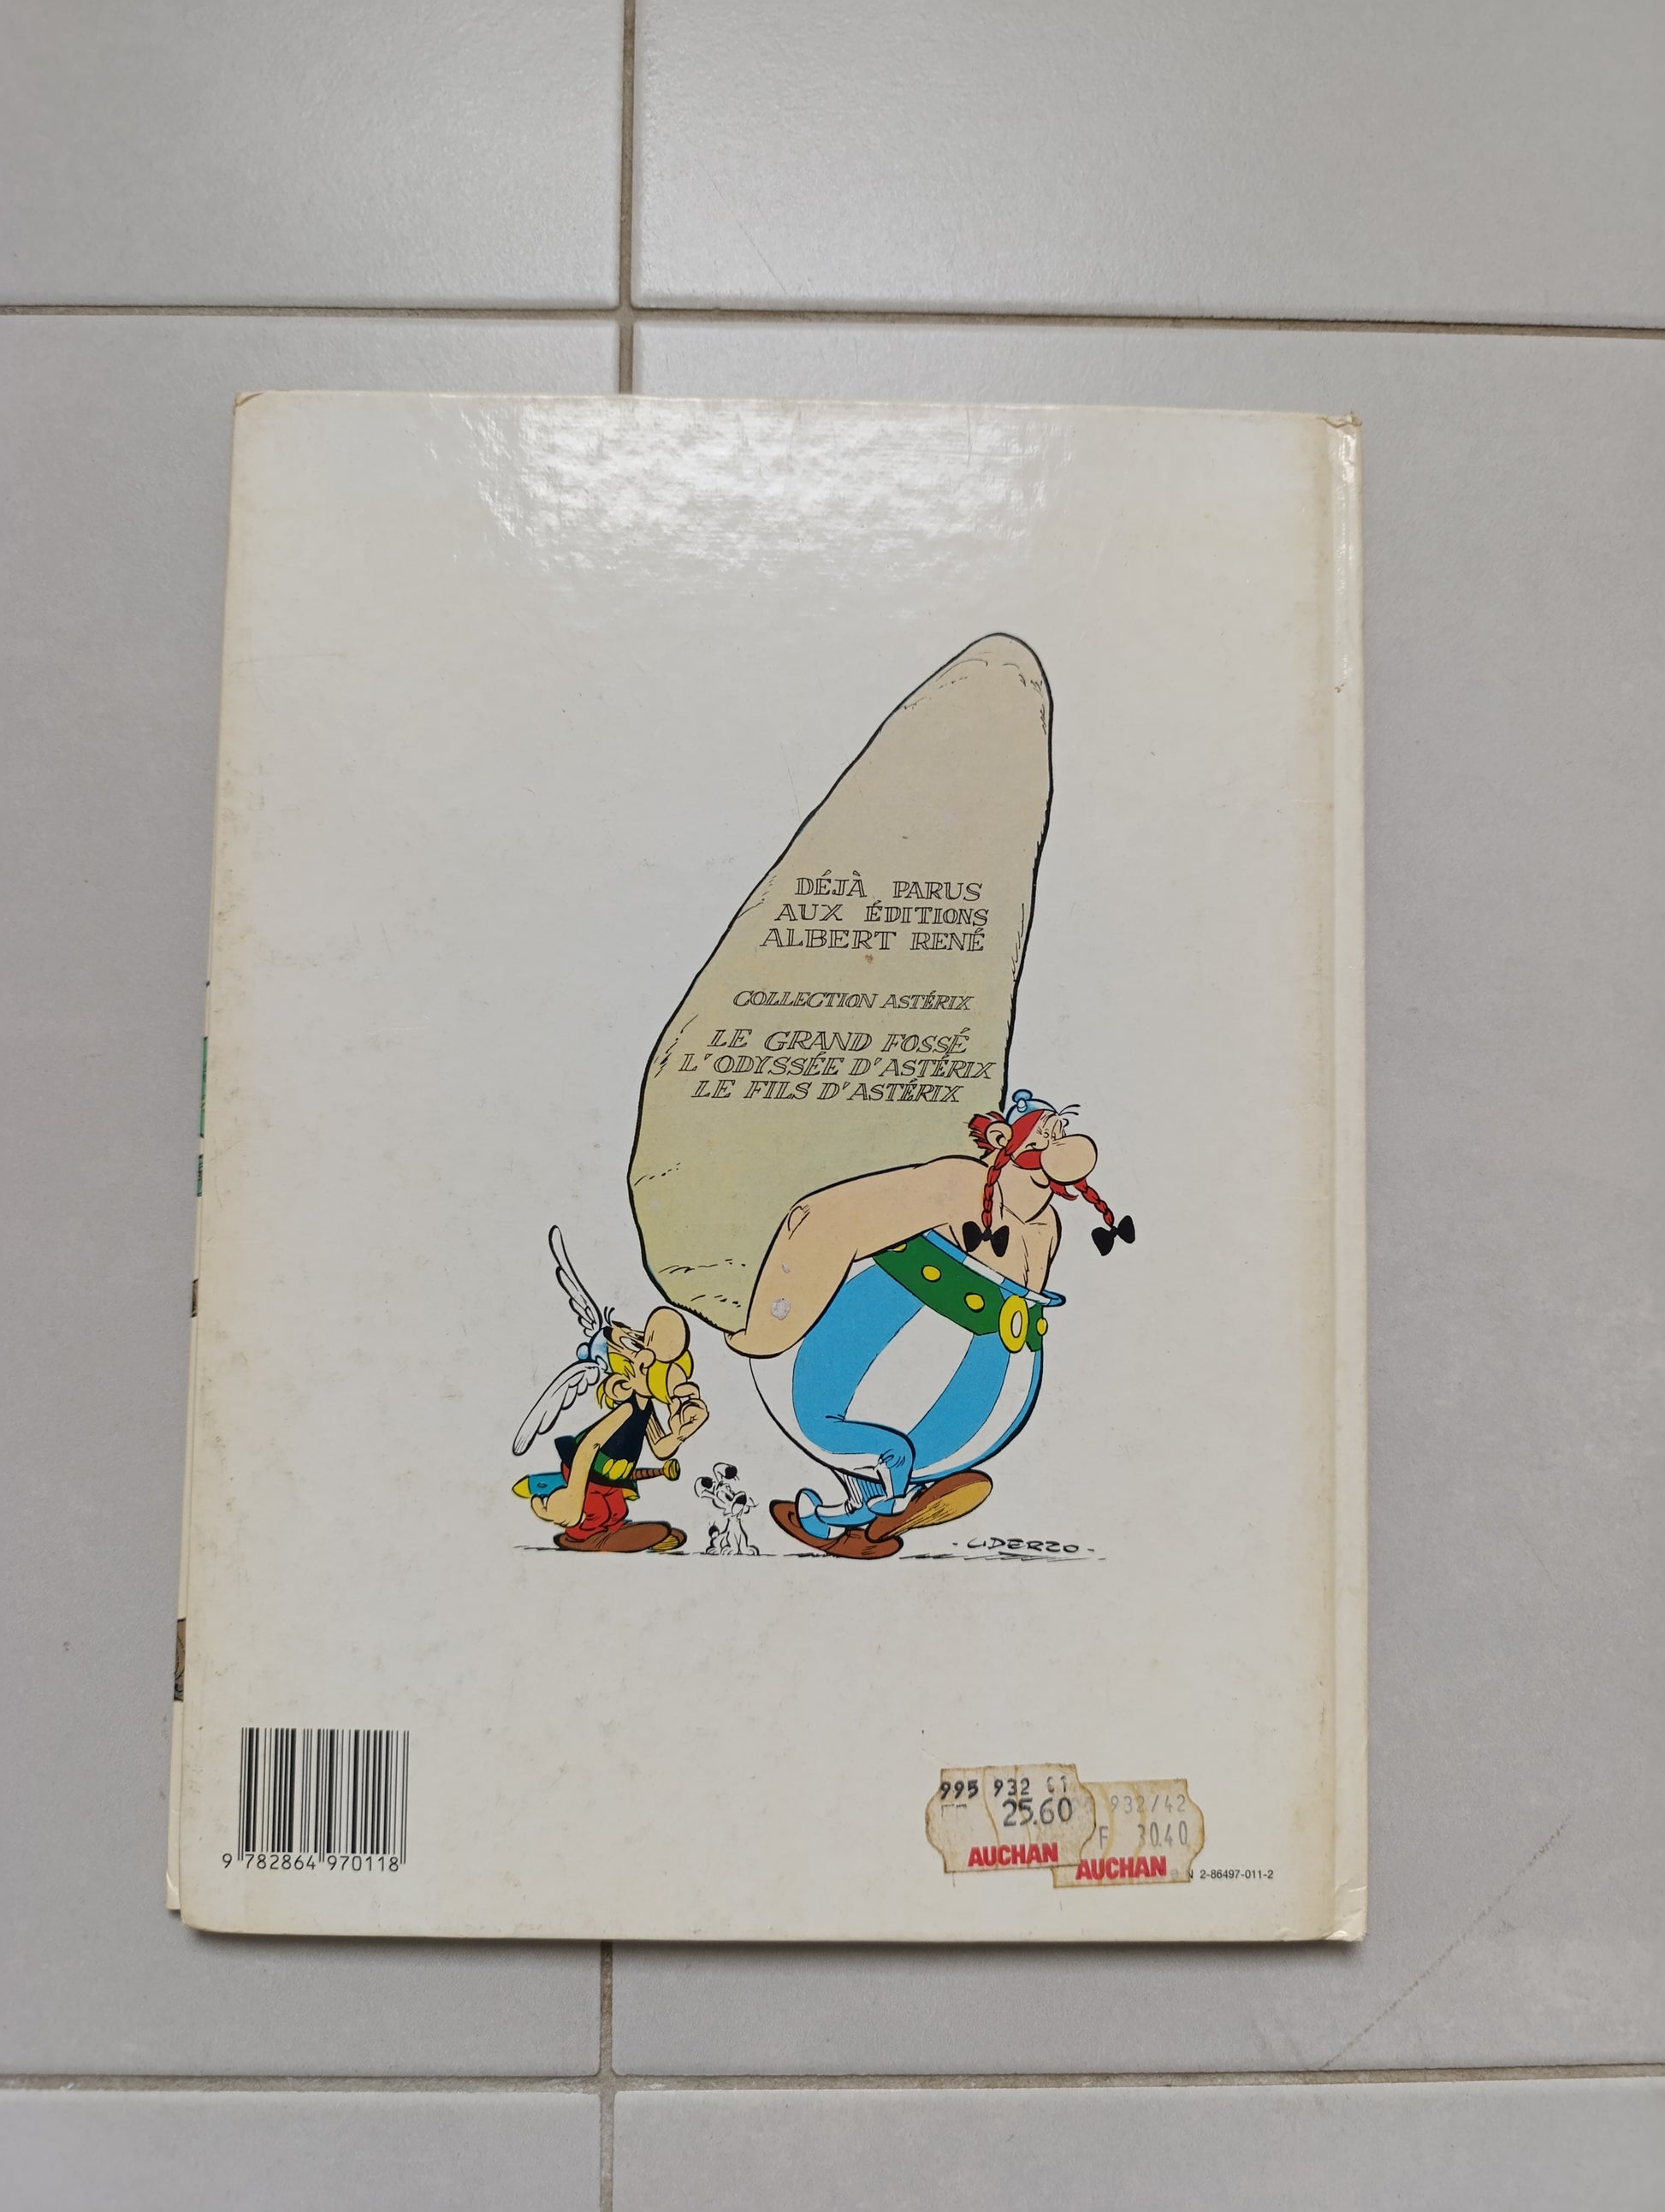 DÉJÀ PARUS
AUX ÉDITIONS
ALBERT RENÉ
COLLECTION ASTÉRIX
LE GRAND FOSSÉ
L'ODYSSÉE D'ASTÉRIX
LE FILS D'ASTÉRIX
-UDERZO-
9 782864 970118
995 932
25.60
AUCHAN
932/42
F 30.40
AUCHAN
N 2-86497-011-2